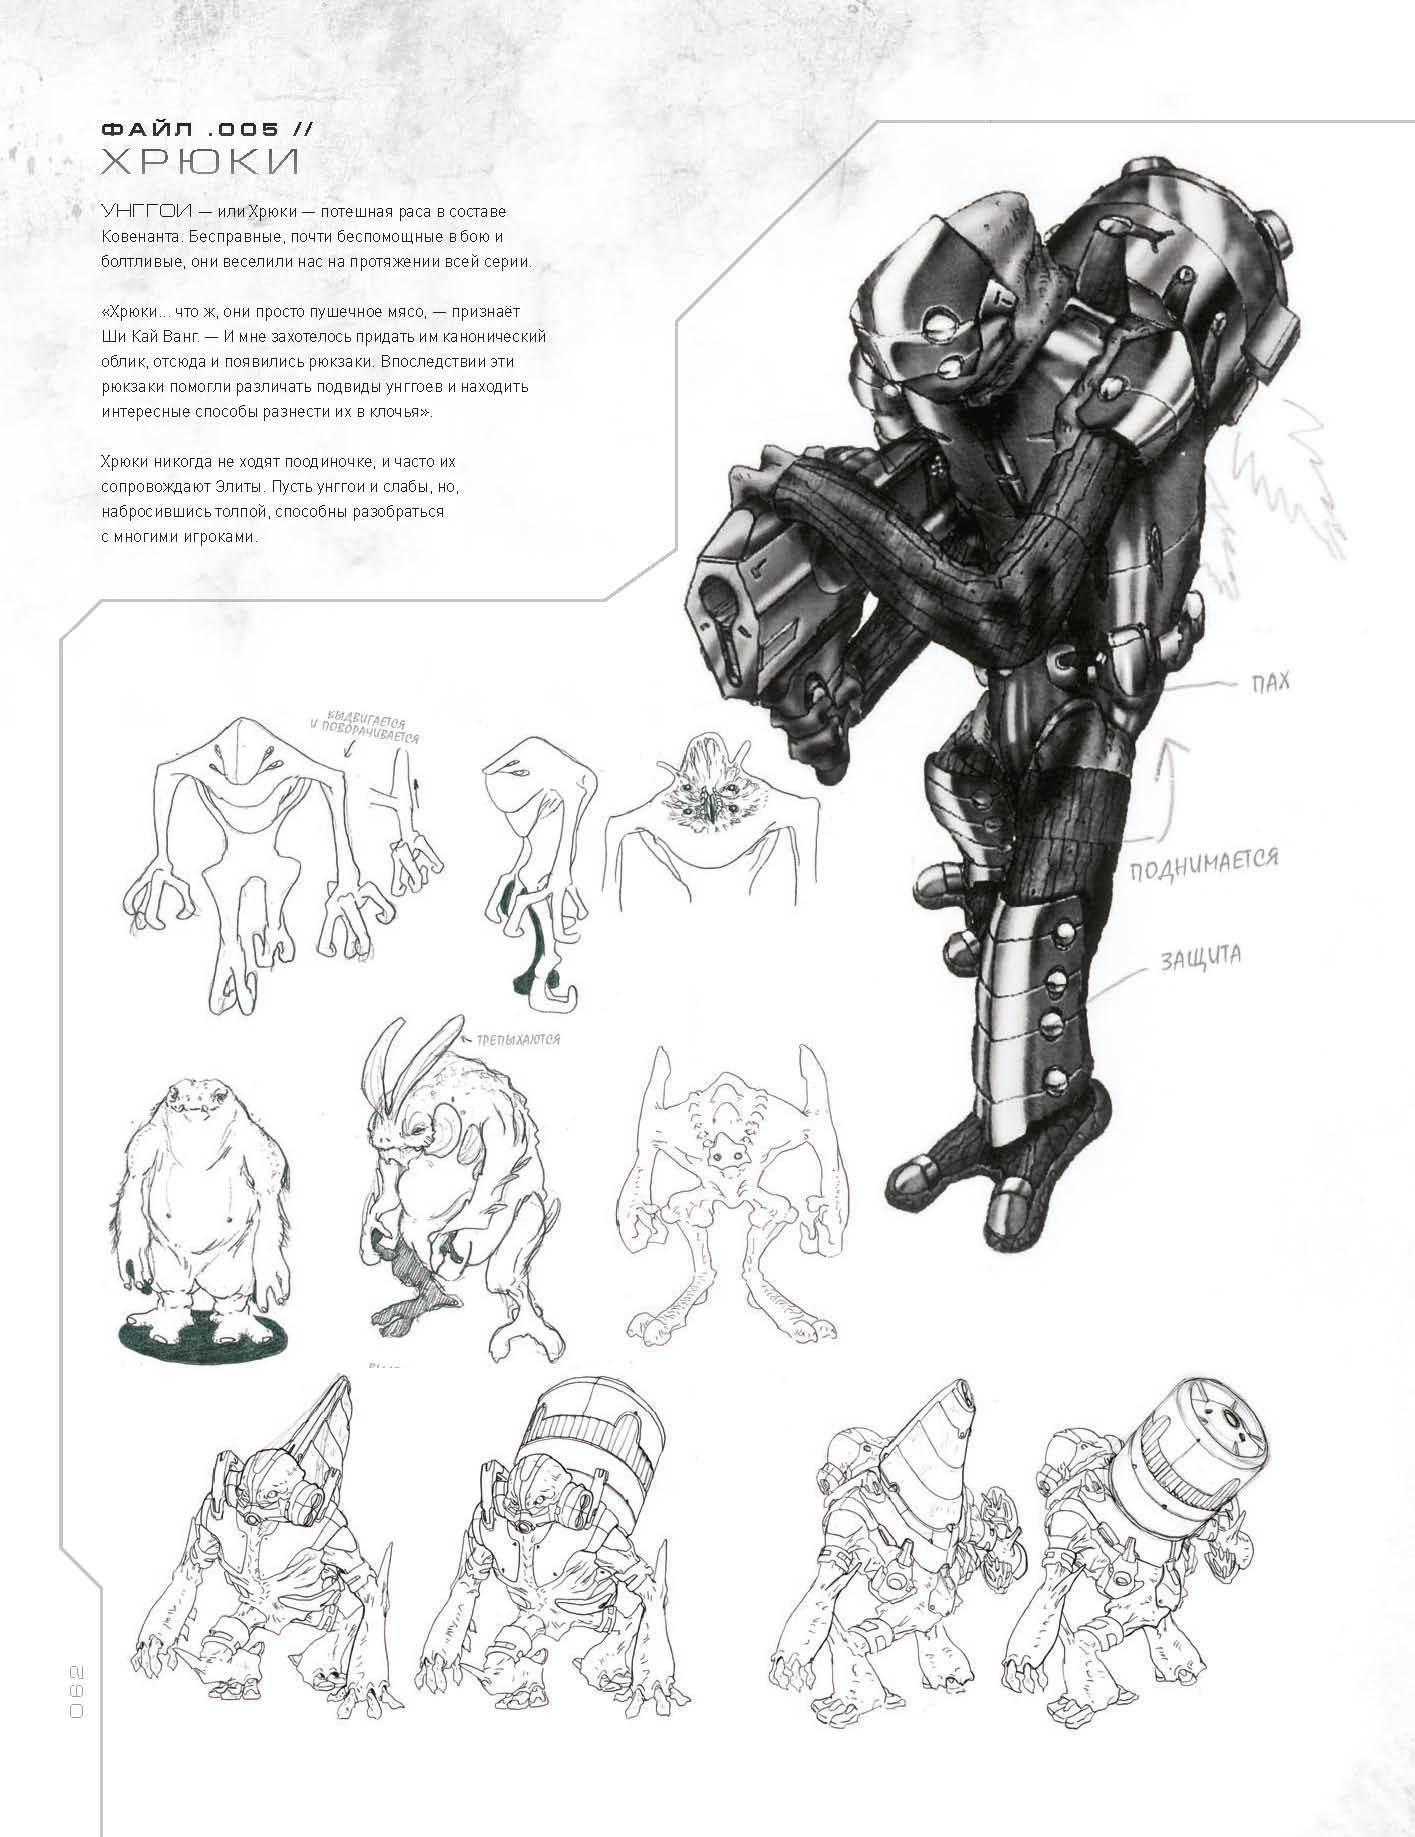 ФАЙЛ .005 //
ХРЮКИ
УНГГОИ — или Хрюки — потешная раса в составе
Ковенанта. Бесправные, почти беспомощные в бою и
болтливые, они веселили нас на протяжении всей серии.
«Хрюки... что ж, они просто пушечное мясо, — признаёт
Ши Кай Ванг. — И мне захотелось придать им канонический
облик, отсюда и появились рюкзаки. Впоследствии эти
рюкзаки помогли различать подвиды унггоев и находить
интересные способы разнести их в клочья».
Хрюки никогда не ходят поодиночке, и часто их
сопровождают Элиты. Пусть унггои и слабы, но,
набросившись толпой, способны разобраться
с многими игроками.
ПАХ
ВЫДВИГАЕТСЯ
И ПОВОРАЧИВАЕТСЯ
ПОДНИМАЕТСЯ
ЗАЩИТА
ТРЕПЫХАЮТСЯ
062